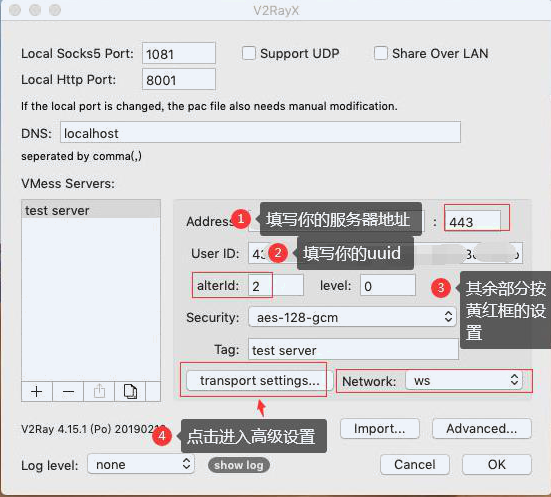 V2RayX
Local Socks5 Port: 1081 Support UDP Share Over LAN
Local Http Port: 8001
If the local port is changed, the pac file also needs manual modification.
DNS: localhost
seperated by comma(,)
VMess Servers:
test server
Address 1 填写你的服务器地址 : 443
User ID: 2 填写你的uuid
alterId: 2 level: 0
3 其余部分按
黄红框的设
置
Security: aes-128-gcm
Tag: test server
transport settings... Network: ws
V2Ray 4.15.1 (Po)
4 点击进入高级设置
Import... Advanced...
Log level: none show log Cancel OK